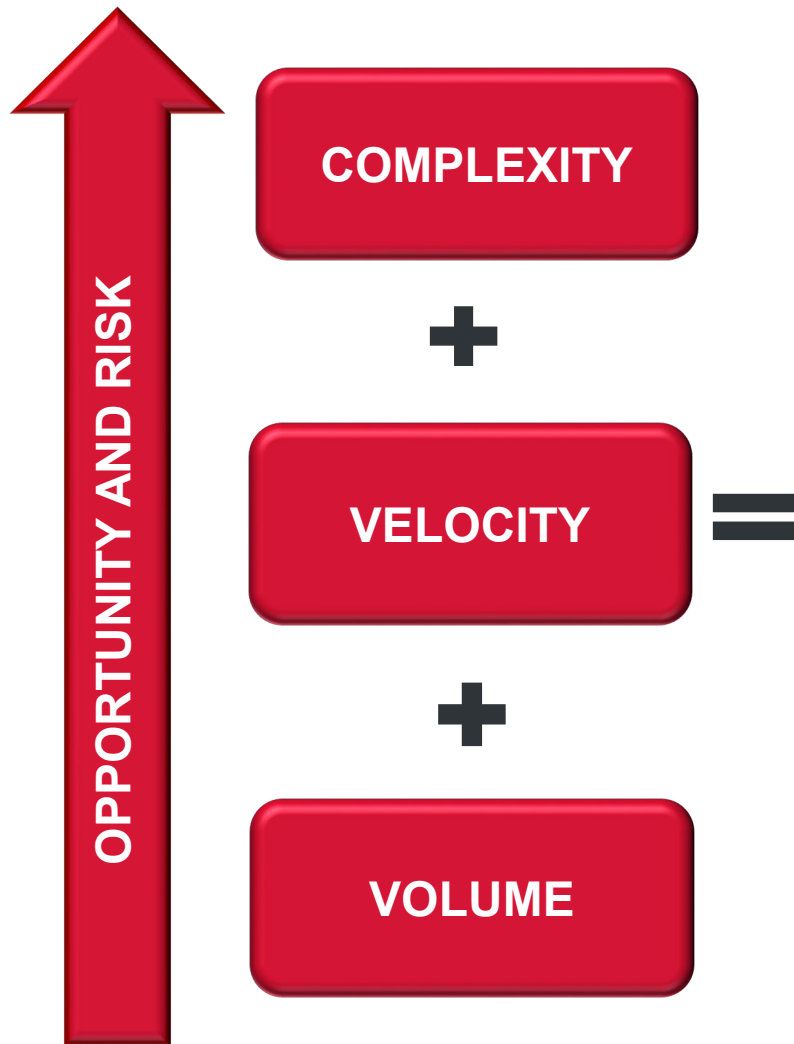 OPPORTUNITY AND RISK
COMPLEXITY
+
VELOCITY
=
+
VOLUME